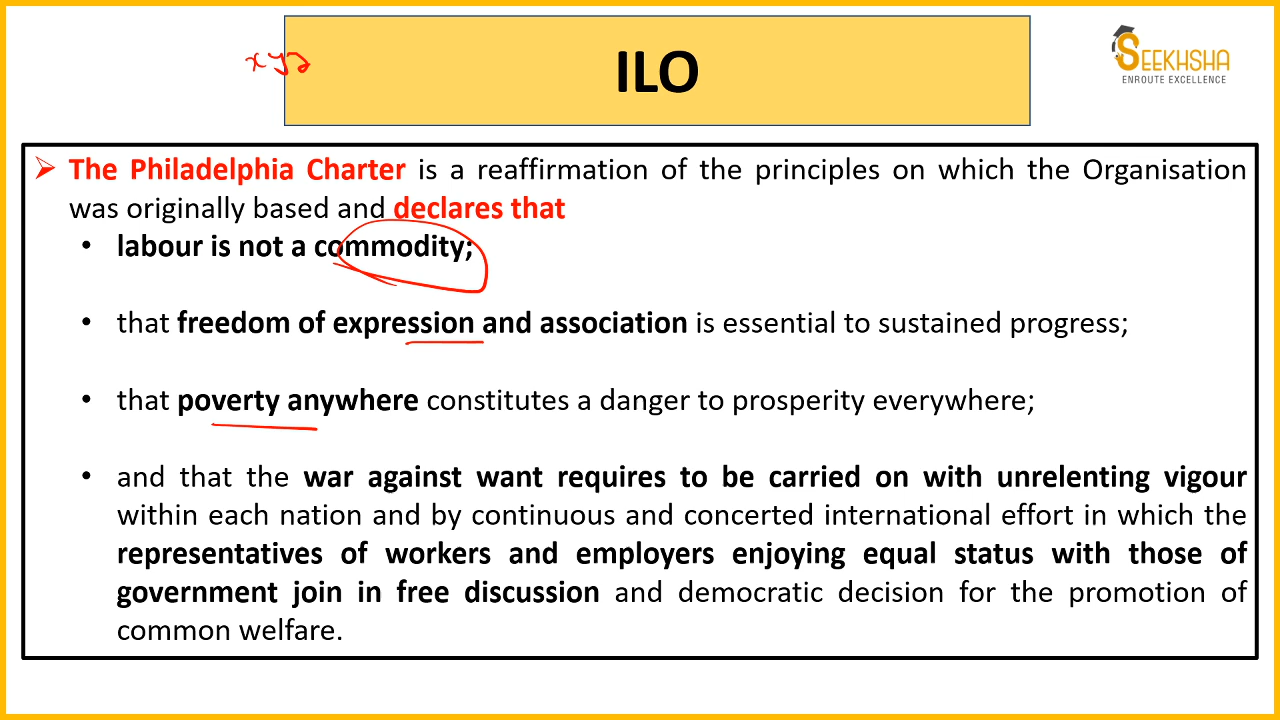 xyz
ILO
SEEKHSHA
ENROUTE EXCELLENCE
➢ The Philadelphia Charter is a reaffirmation of the principles on which the Organisation
was originally based and declares that
• labour is not a commodity;
• that freedom of expression and association is essential to sustained progress;
• that poverty anywhere constitutes a danger to prosperity everywhere;
• and that the war against want requires to be carried on with unrelenting vigour
within each nation and by continuous and concerted international effort in which the
representatives of workers and employers enjoying equal status with those of
government join in free discussion and democratic decision for the promotion of
common welfare.